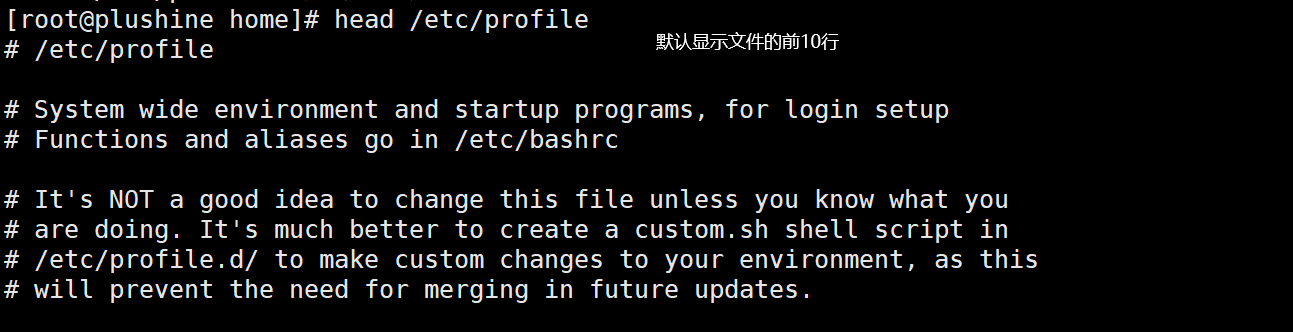 [root@plushine home]# head /etc/profile
默认显示文件的前10行
# /etc/profile
# System wide environment and startup programs, for login setup
# Functions and aliases go in /etc/bashrc
# It's NOT a good idea to change this file unless you know what you
# are doing. It's much better to create a custom.sh shell script in
# /etc/profile.d/ to make custom changes to your environment, as this
# will prevent the need for merging in future updates.